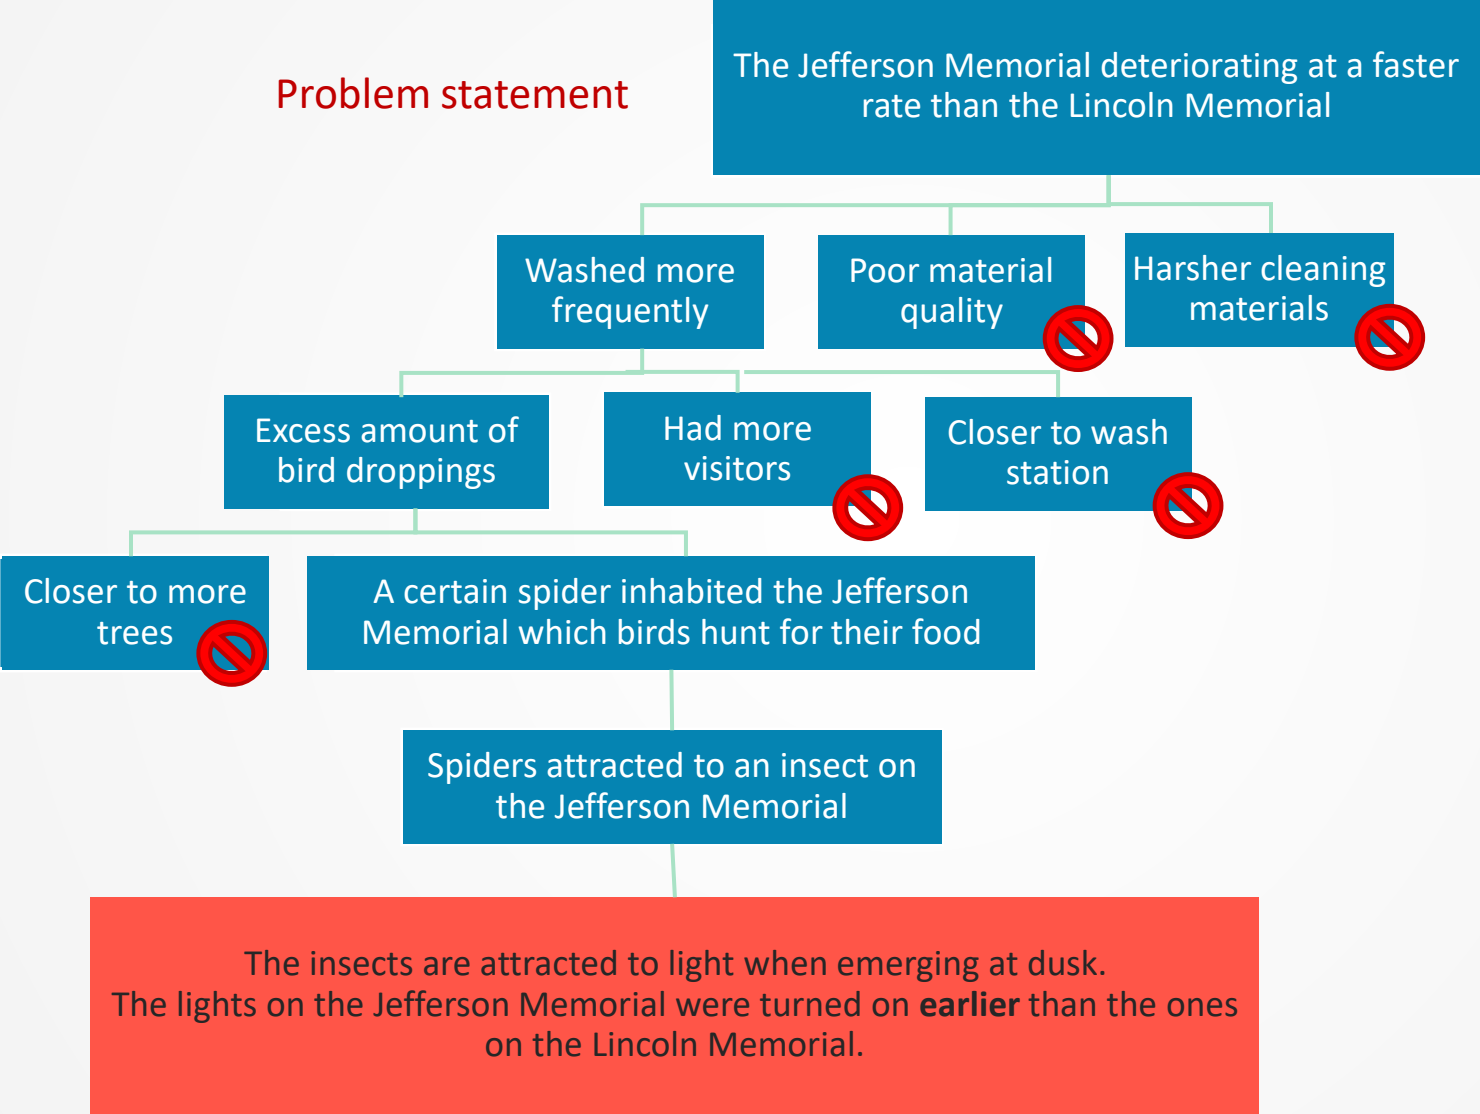 Problem statement
The Jefferson Memorial deteriorating at a faster
rate than the Lincoln Memorial
Washed more
frequently
Poor material
quality
Harsher cleaning
materials
Excess amount of
bird droppings
Had more
visitors
Closer to wash
station
Closer to more
trees
A certain spider inhabited the Jefferson
Memorial which birds hunt for their food
Spiders attracted to an insect on
the Jefferson Memorial
The insects are attracted to light when emerging at dusk.
The lights on the Jefferson Memorial were turned on earlier than the ones
on the Lincoln Memorial.